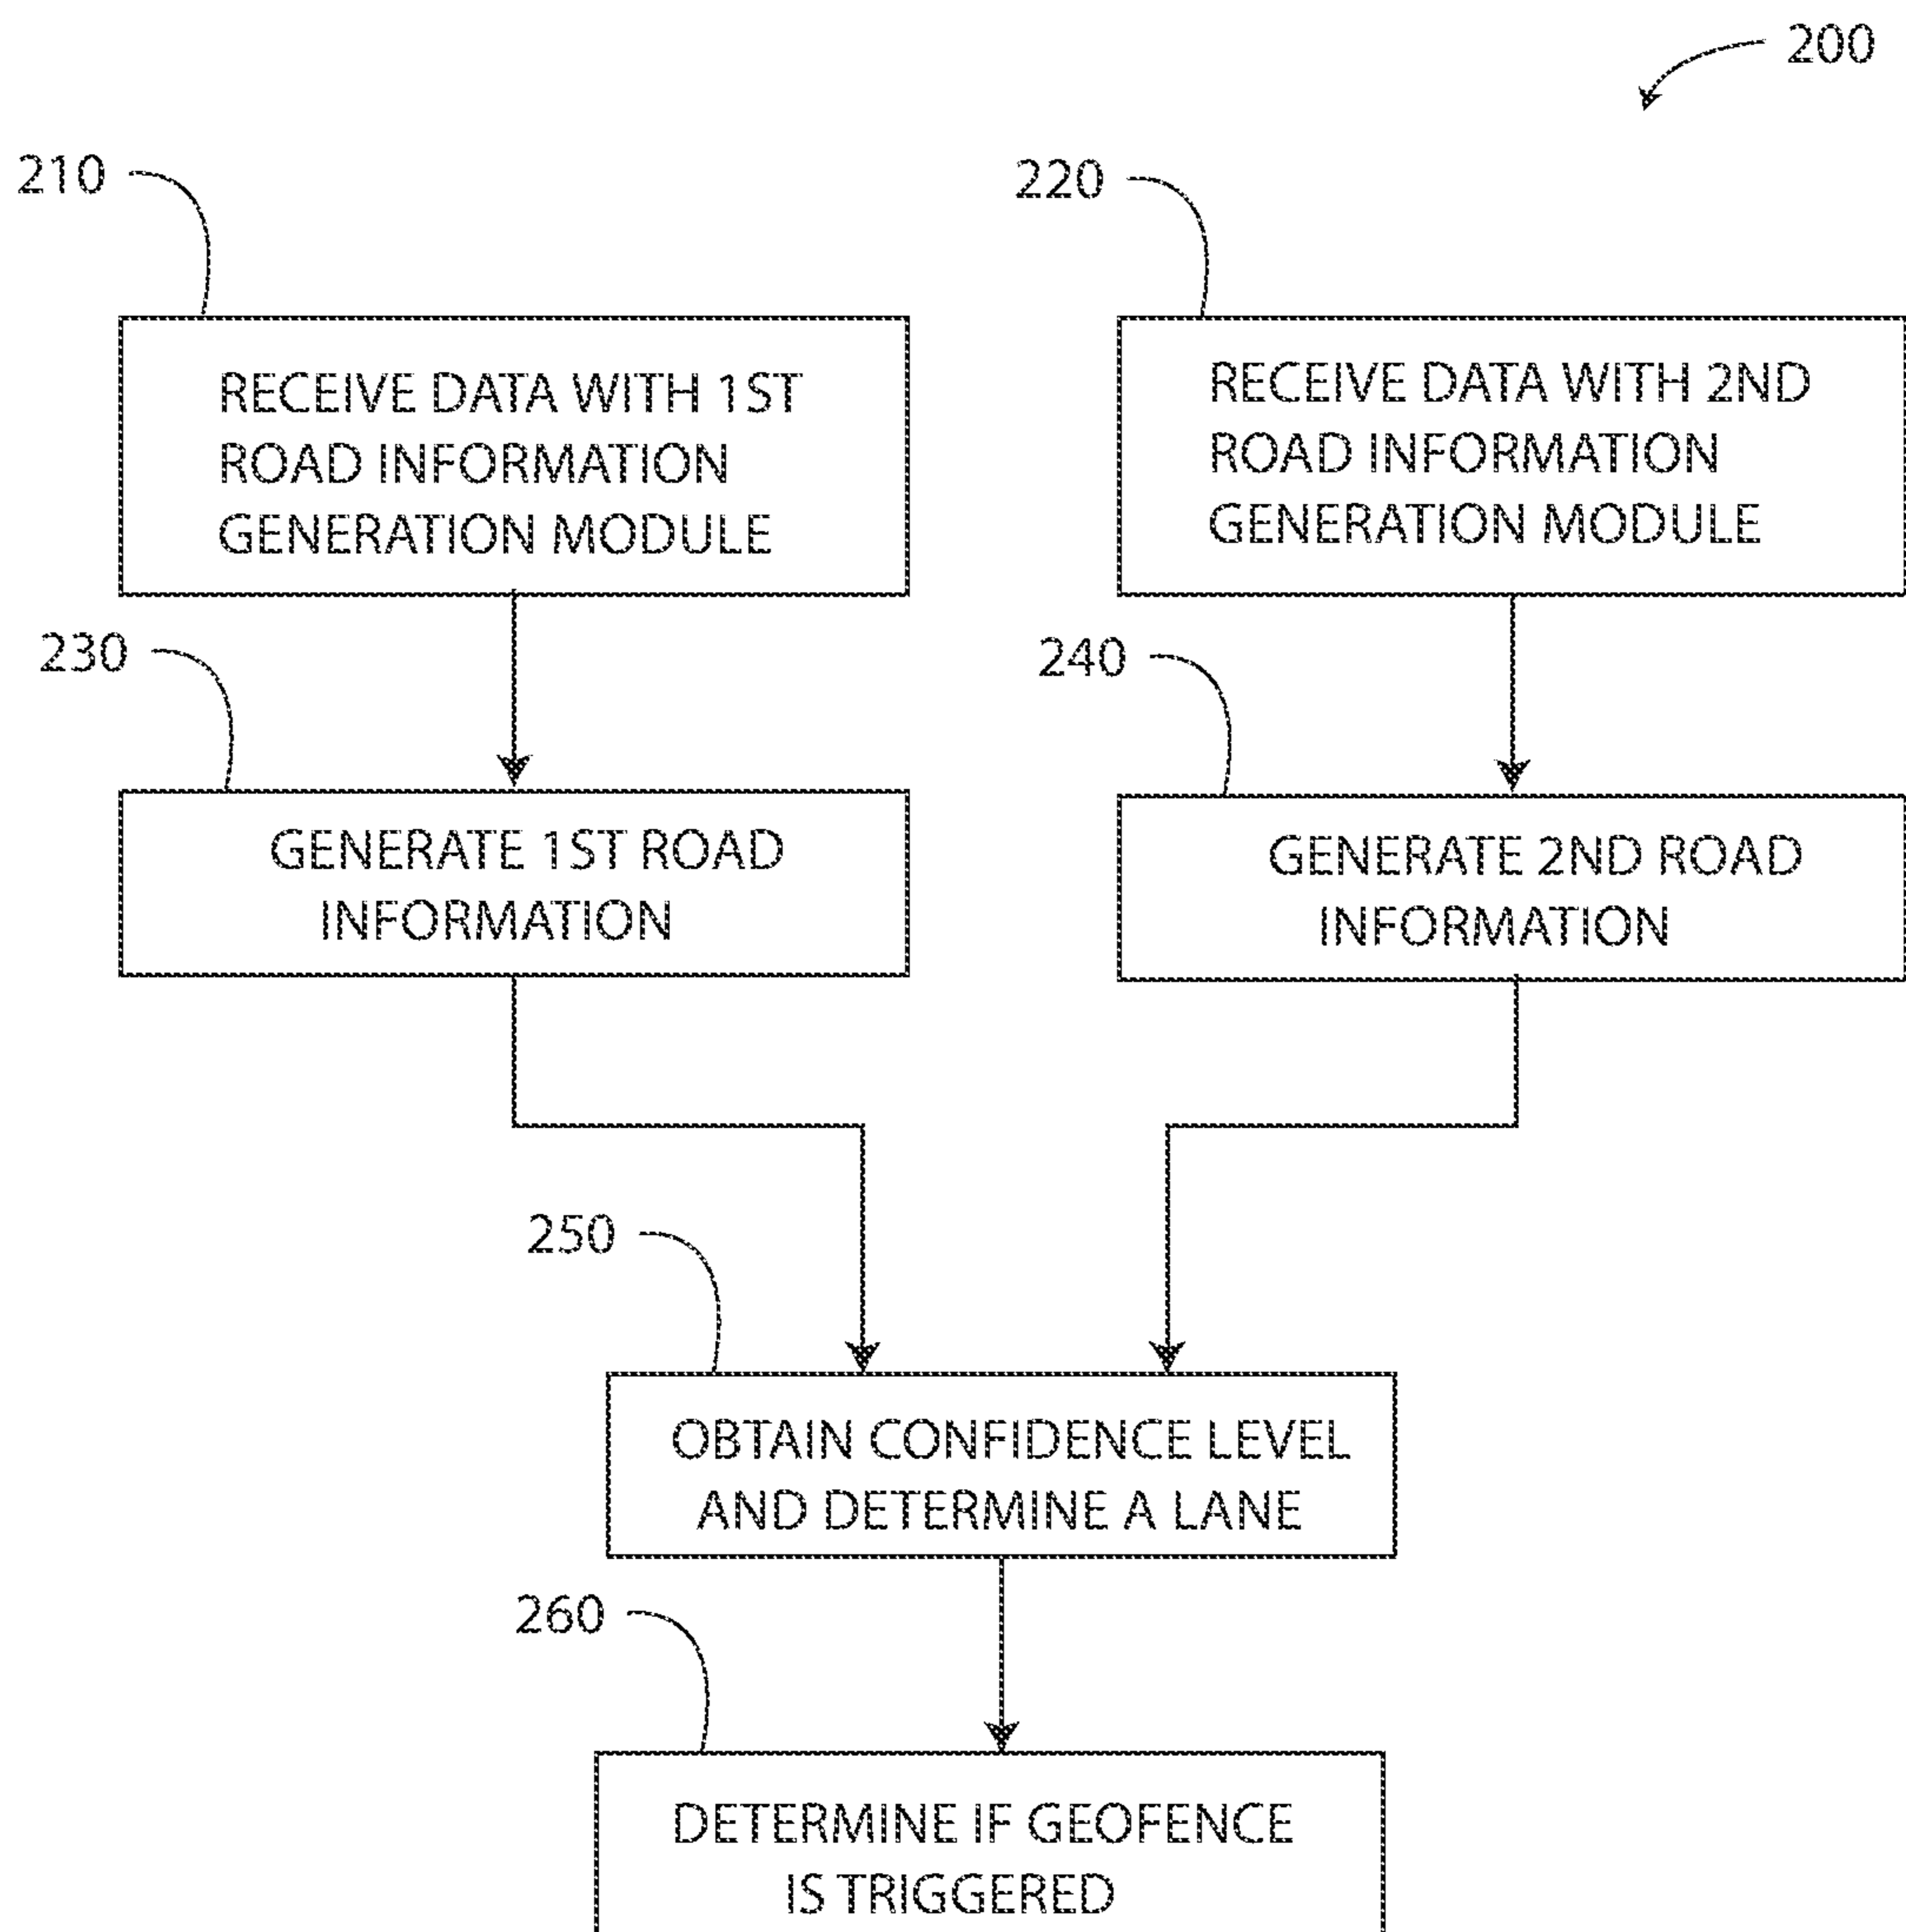 200
210
220
RECEIVE DATA WITH 1ST
ROAD INFORMATION
GENERATION MODULE
RECEIVE DATA WITH 2ND
ROAD INFORMATION
GENERATION MODULE
230
240
GENERATE 1ST ROAD
INFORMATION
GENERATE 2ND ROAD
INFORMATION
250
OBTAIN CONFIDENCE LEVEL
AND DETERMINE A LANE
260
DETERMINE IF GEOFENCE
IS TRIGGERED